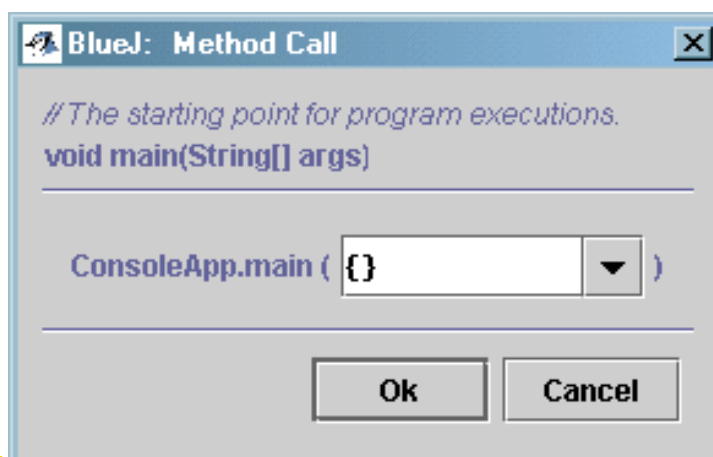 BlueJ: Method Call
// The starting point for program executions.
void main(String[] args)
ConsoleApp.main ( {} )
Ok Cancel